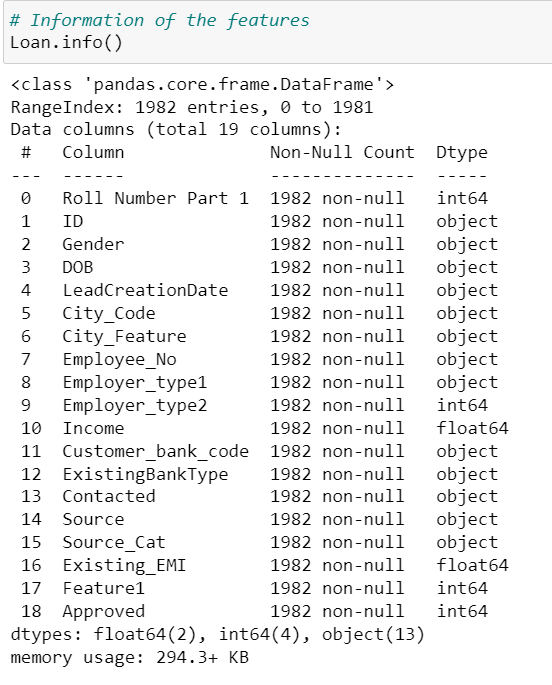 # Information of the features
Loan.info()
<class 'pandas.core.frame.DataFrame'>
RangeIndex: 1982 entries, 0 to 1981
Data columns (total 19 columns):
 #   Column              Non-Null Count  Dtype
---  ------              --------------  -----
 0   Roll Number Part 1  1982 non-null   int64
 1   ID                  1982 non-null   object
 2   Gender              1982 non-null   object
 3   DOB                 1982 non-null   object
 4   LeadCreationDate    1982 non-null   object
 5   City_Code           1982 non-null   object
 6   City_Feature        1982 non-null   object
 7   Employee_No         1982 non-null   object
 8   Employer_type1      1982 non-null   object
 9   Employer_type2      1982 non-null   int64
 10  Income              1982 non-null   float64
 11  Customer_bank_code  1982 non-null   object
 12  ExistingBankType    1982 non-null   object
 13  Contacted           1982 non-null   object
 14  Source              1982 non-null   object
 15  Source_Cat          1982 non-null   object
 16  Existing_EMI        1982 non-null   float64
 17  Feature1            1982 non-null   int64
 18  Approved            1982 non-null   int64
dtypes: float64(2), int64(4), object(13)
memory usage: 294.3+ KB